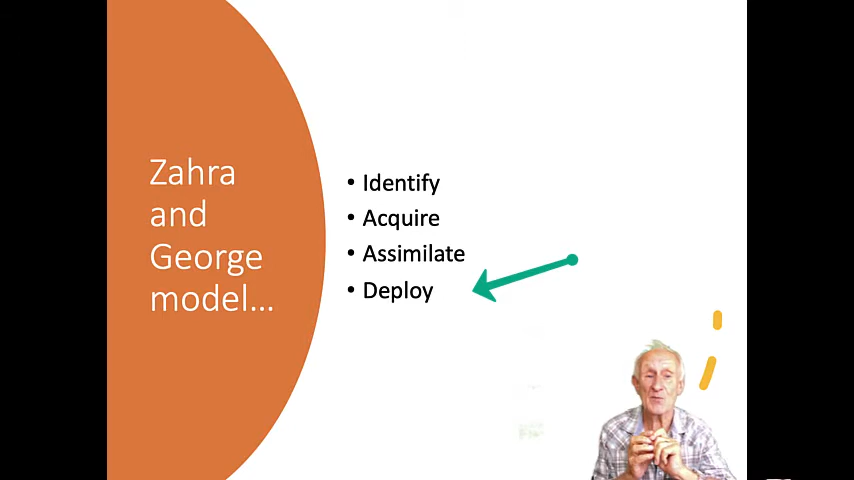 Zahra
and
George
model...
• Identify
• Acquire
• Assimilate
• Deploy